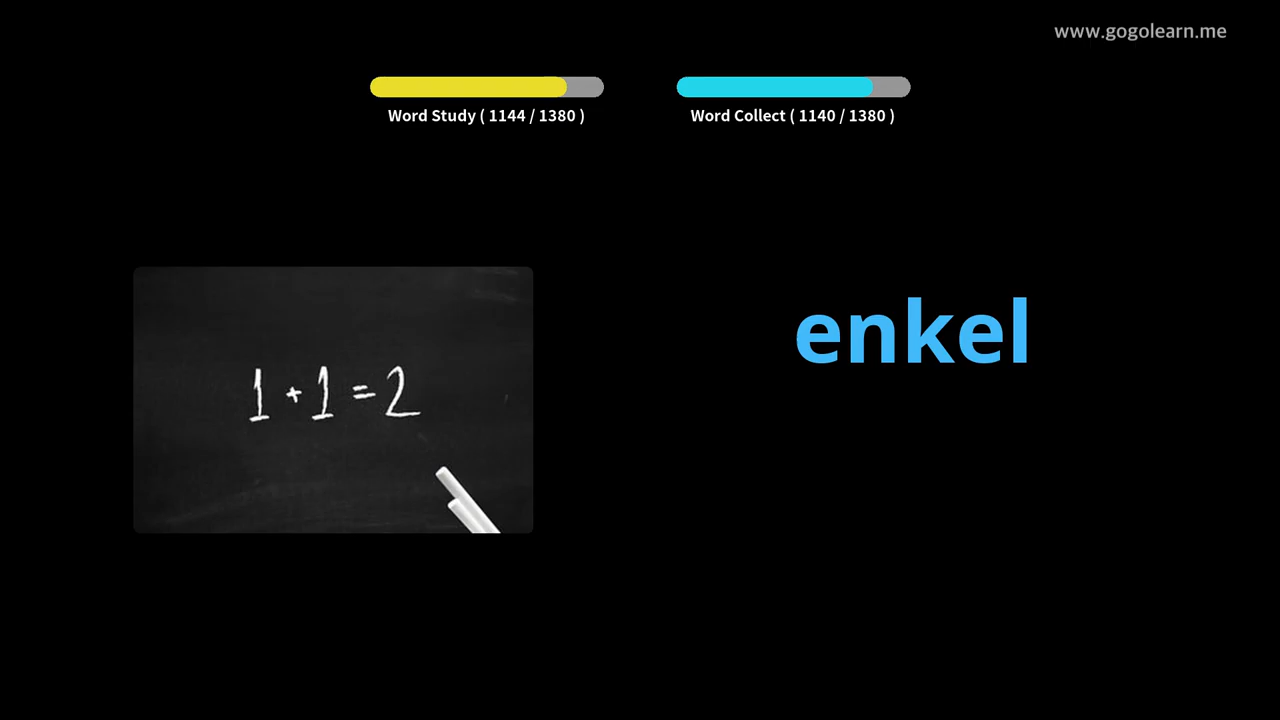 www.gogolearn.me
Word Study ( 1144 / 1380 )
Word Collect ( 1140 / 1380 )
1 + 1 = 2
enkel